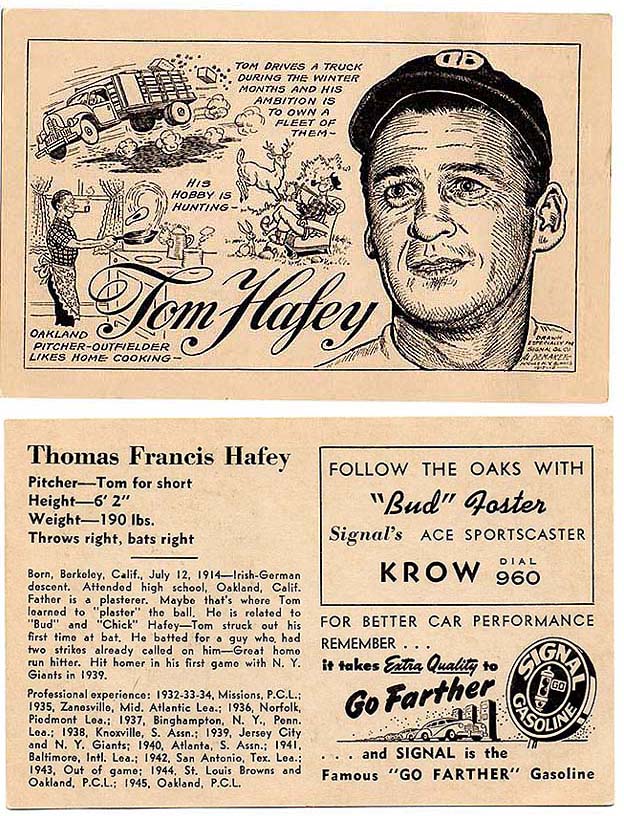 TOM DRIVES A TRUCK
DURING THE WINTER
MONTHS AND HIS
AMBITION IS
TO OWN A
FLEET OF
THEM—
HIS
HOBBY IS
HUNTING—
Tom Hafey
OAKLAND
PITCHER-OUTFIELDER
LIKES HOME COOKING—
DRAWN
ESPECIALLY FOR
SIGNAL OIL CO.
Thomas Francis Hafey
Pitcher—Tom for short
Height—6' 2"
Weight—190 lbs.
Throws right, bats right
Born, Berkeley, Calif., July 12, 1914—Irish-German
descent. Attended high school, Oakland, Calif.
Father is a plasterer. Maybe that's where Tom
learned to "plaster" the ball. He is related to
"Bud" and "Chick" Hafey—Tom struck out his
first time at bat. He batted for a guy who had
two strikes already called on him—Great home
run hitter. Hit homer in his first game with N. Y.
Giants in 1939.
Professional experience: 1932-33-34, Missions, P.C.L.;
1935, Zanesville, Mid. Atlantic Lea.; 1936, Norfolk,
Piedmont Lea.; 1937, Binghampton, N. Y., Penn.
Lea.; 1938, Knoxville, S. Assn.; 1939, Jersey City
and N. Y. Giants; 1940, Atlanta, S. Assn.; 1941,
Baltimore, Intl. Lea.; 1942, San Antonio, Tex. Lea.;
1943, Out of game; 1944, St. Louis Browns and
Oakland, P.C.L.; 1945, Oakland, P.C.L.
FOLLOW THE OAKS WITH
"Bud" Foster
Signal's ACE SPORTSCASTER
KROW DIAL 960
FOR BETTER CAR PERFORMANCE
REMEMBER . . .
it takes Extra Quality to
Go Farther
SIGNAL
GO
GASOLINE
. . . and SIGNAL is the
Famous "GO FARTHER" Gasoline